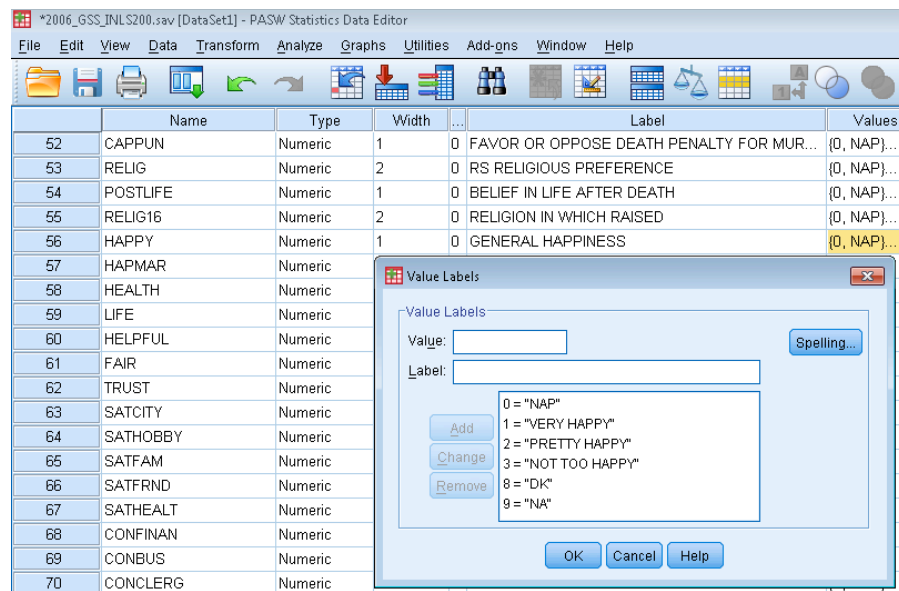 *2006_GSS_INLS200.sav [DataSet1] - PASW Statistics Data Editor
File Edit View Data Transform Analyze Graphs Utilities Add-ons Window Help
A
14
Name Type Width ... Label Values
52 CAPPUN Numeric 1 0 FAVOR OR OPPOSE DEATH PENALTY FOR MUR... {0, NAP}...
53 RELIG Numeric 2 0 RS RELIGIOUS PREFERENCE {0, NAP}...
54 POSTLIFE Numeric 1 0 BELIEF IN LIFE AFTER DEATH {0, NAP}...
55 RELIG16 Numeric 2 0 RELIGION IN WHICH RAISED {0, NAP}...
56 HAPPY Numeric 1 0 GENERAL HAPPINESS {0, NAP}...
57 HAPMAR Numeric
58 HEALTH Numeric
59 LIFE Numeric
60 HELPFUL Numeric
61 FAIR Numeric
62 TRUST Numeric
63 SATCITY Numeric
64 SATHOBBY Numeric
65 SATFAM Numeric
66 SATFRND Numeric
67 SATHEALT Numeric
68 CONFINAN Numeric
69 CONBUS Numeric
70 CONCLERG Numeric
Value Labels
Value Labels
Value:
Spelling...
Label:
0 = "NAP"
1 = "VERY HAPPY"
2 = "PRETTY HAPPY"
3 = "NOT TOO HAPPY"
8 = "DK"
9 = "NA"
Add
Change
Remove
OK Cancel Help